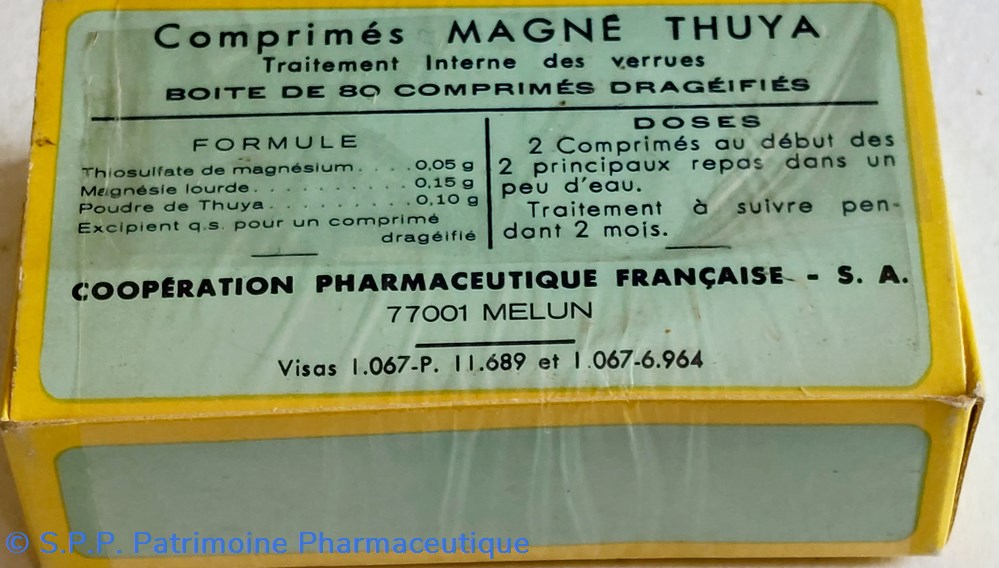 Comprimés MAGNÉ THUYA
Traitement Interne des verrues
BOITE DE 80 COMPRIMÉS DRAGÉIFIÉS
FORMULE
Thiosulfate de magnésium. . . . 0,05 g
Magnésie lourde. . . . . . . . . . 0,15 g
Poudre de Thuya. . . . . . . . . 0,10 g
Excipient q.s. pour un comprimé
dragéifié
DOSES
2 Comprimés au début des
2 principaux repas dans un
peu d'eau.
Traitement à suivre pen-
dant 2 mois.
COOPÉRATION PHARMACEUTIQUE FRANÇAISE - S. A.
77001 MELUN
Visas 1.067-P. 11.689 et 1.067-6.964
© S.P.P. Patrimoine Pharmaceutique